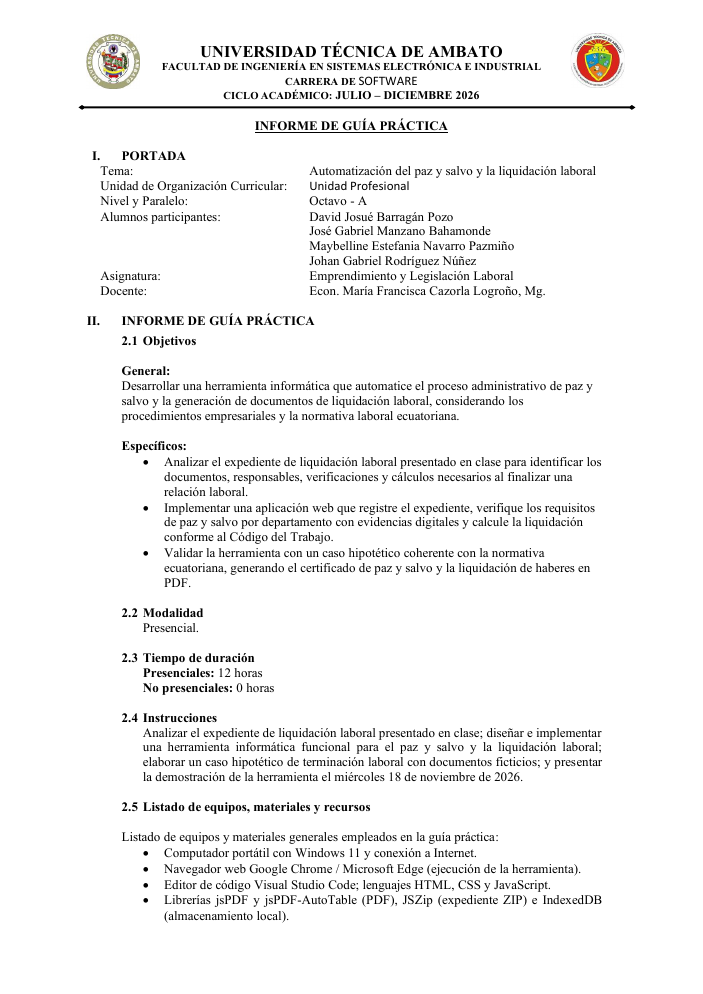 UNIVERSIDAD TÉCNICA DE AMBATO
FACULTAD DE INGENIERÍA EN SISTEMAS ELECTRÓNICA E INDUSTRIAL
CARRERA DE SOFTWARE
CICLO ACADÉMICO: JULIO – DICIEMBRE 2026
INFORME DE GUÍA PRÁCTICA
I. PORTADA
Tema: Automatización del paz y salvo y la liquidación laboral
Unidad de Organización Curricular: Unidad Profesional
Nivel y Paralelo: Octavo - A
Alumnos participantes: David Josué Barragán Pozo
José Gabriel Manzano Bahamonde
Maybelline Estefania Navarro Pazmiño
Johan Gabriel Rodríguez Núñez
Asignatura: Emprendimiento y Legislación Laboral
Docente: Econ. María Francisca Cazorla Logroño, Mg.
II. INFORME DE GUÍA PRÁCTICA
2.1 Objetivos
General:
Desarrollar una herramienta informática que automatice el proceso administrativo de paz y
salvo y la generación de documentos de liquidación laboral, considerando los
procedimientos empresariales y la normativa laboral ecuatoriana.
Específicos:
• Analizar el expediente de liquidación laboral presentado en clase para identificar los
documentos, responsables, verificaciones y cálculos necesarios al finalizar una
relación laboral.
• Implementar una aplicación web que registre el expediente, verifique los requisitos
de paz y salvo por departamento con evidencias digitales y calcule la liquidación
conforme al Código del Trabajo.
• Validar la herramienta con un caso hipotético coherente con la normativa
ecuatoriana, generando el certificado de paz y salvo y la liquidación de haberes en
PDF.
2.2 Modalidad
Presencial.
2.3 Tiempo de duración
Presenciales: 12 horas
No presenciales: 0 horas
2.4 Instrucciones
Analizar el expediente de liquidación laboral presentado en clase; diseñar e implementar
una herramienta informática funcional para el paz y salvo y la liquidación laboral;
elaborar un caso hipotético de terminación laboral con documentos ficticios; y presentar
la demostración de la herramienta el miércoles 18 de noviembre de 2026.
2.5 Listado de equipos, materiales y recursos
Listado de equipos y materiales generales empleados en la guía práctica:
• Computador portátil con Windows 11 y conexión a Internet.
• Navegador web Google Chrome / Microsoft Edge (ejecución de la herramienta).
• Editor de código Visual Studio Code; lenguajes HTML, CSS y JavaScript.
• Librerías jsPDF y jsPDF-AutoTable (PDF), JSZip (expediente ZIP) e IndexedDB
(almacenamiento local).